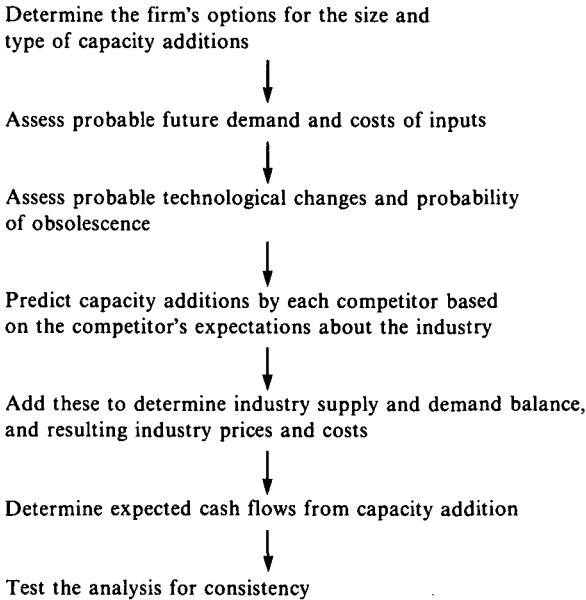 Determine the firm's options for the size and
type of capacity additions
Assess probable future demand and costs of inputs
Assess probable technological changes and probability
of obsolescence
Predict capacity additions by each competitor based
on the competitor's expectations about the industry
Add these to determine industry supply and demand balance,
and resulting industry prices and costs
Determine expected cash flows from capacity addition
Test the analysis for consistency